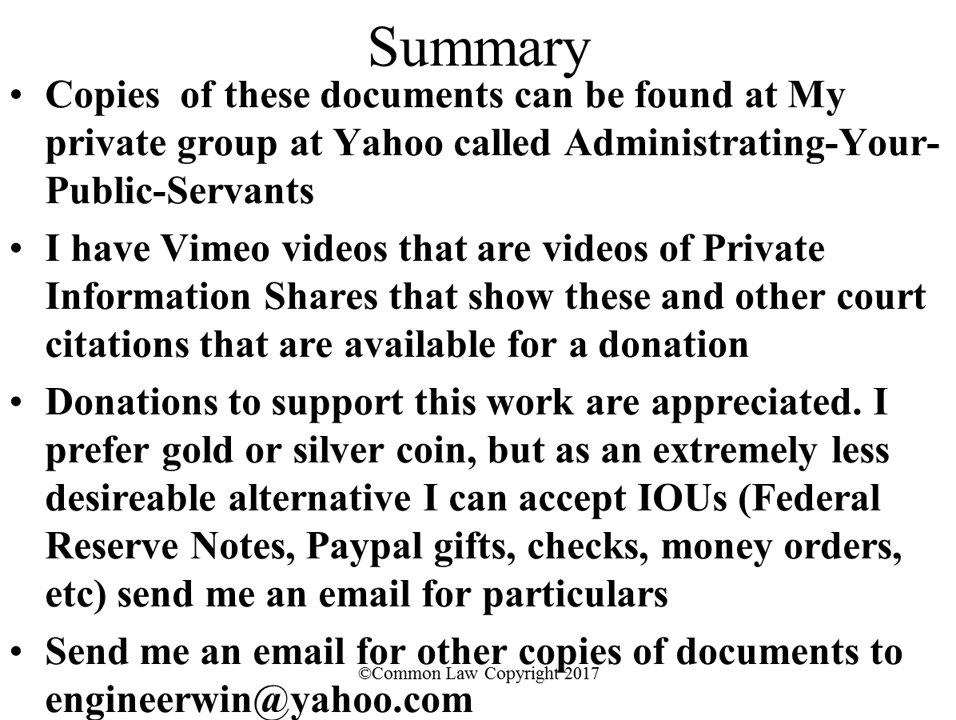 Summary
• Copies  of these documents can be found at My
private group at Yahoo called Administrating-Your-
Public-Servants
• I have Vimeo videos that are videos of Private
Information Shares that show these and other court
citations that are available for a donation
• Donations to support this work are appreciated. I
prefer gold or silver coin, but as an extremely less
desireable alternative I can accept IOUs (Federal
Reserve Notes, Paypal gifts, checks, money orders,
etc) send me an email for particulars
• Send me an email for other copies of documents to
©Common Law Copyright 2017
engineerwin@yahoo.com